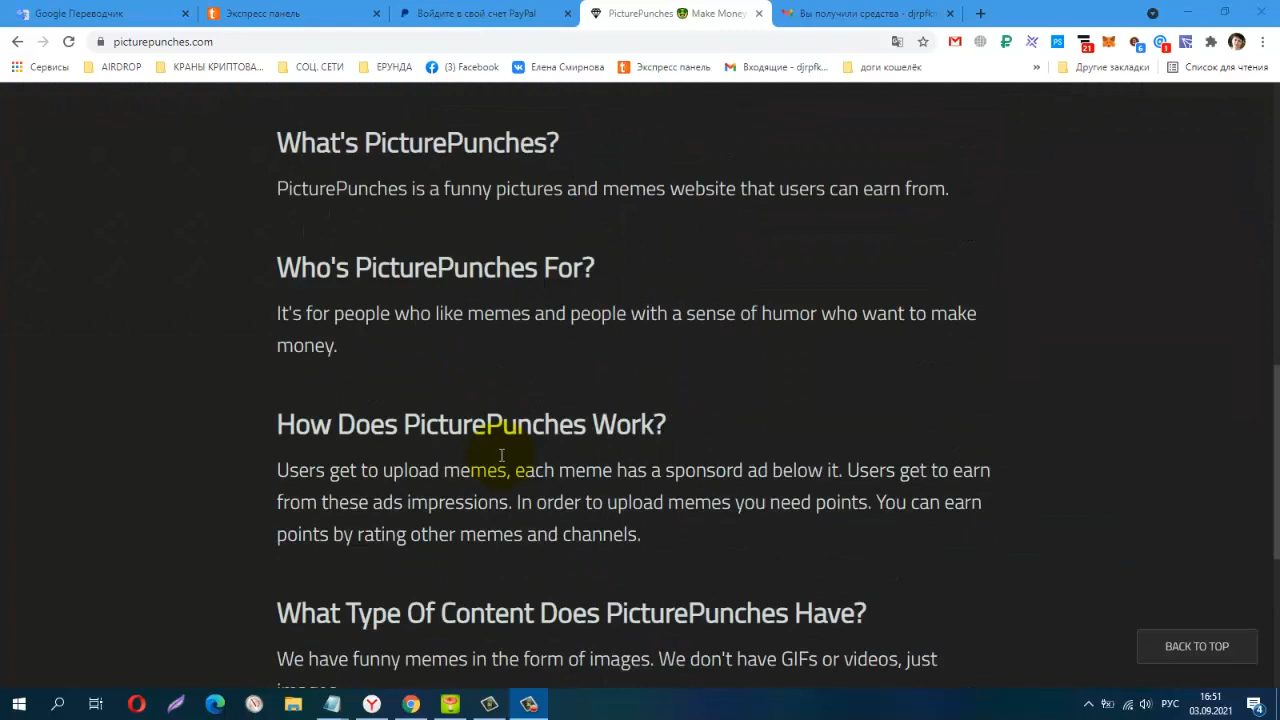 Google Переводчик
Экспресс панель
Войдите в свой счет PayPal
PicturePunches 🤑 Make Money
Вы получили средства - djrpfkn
picturepunches.com
21
6
1
Сервисы
AIRDROP
КРАНЫ КРИПТОВА...
СОЦ. СЕТИ
ЕРУНДА
(3) Facebook
Елена Смирнова
Экспресс панель
Входящие - djrpfk...
доги кошелёк
»
Другие закладки
Список для чтения
What's PicturePunches?
PicturePunches is a funny pictures and memes website that users can earn from.
Who's PicturePunches For?
It's for people who like memes and people with a sense of humor who want to make
money.
How Does PicturePunches Work?
Users get to upload memes, each meme has a sponsord ad below it. Users get to earn
from these ads impressions. In order to upload memes you need points. You can earn
points by rating other memes and channels.
What Type Of Content Does PicturePunches Have?
We have funny memes in the form of images. We don't have GIFs or videos, just
images.
BACK TO TOP
РУС
16:51
03.09.2021
4